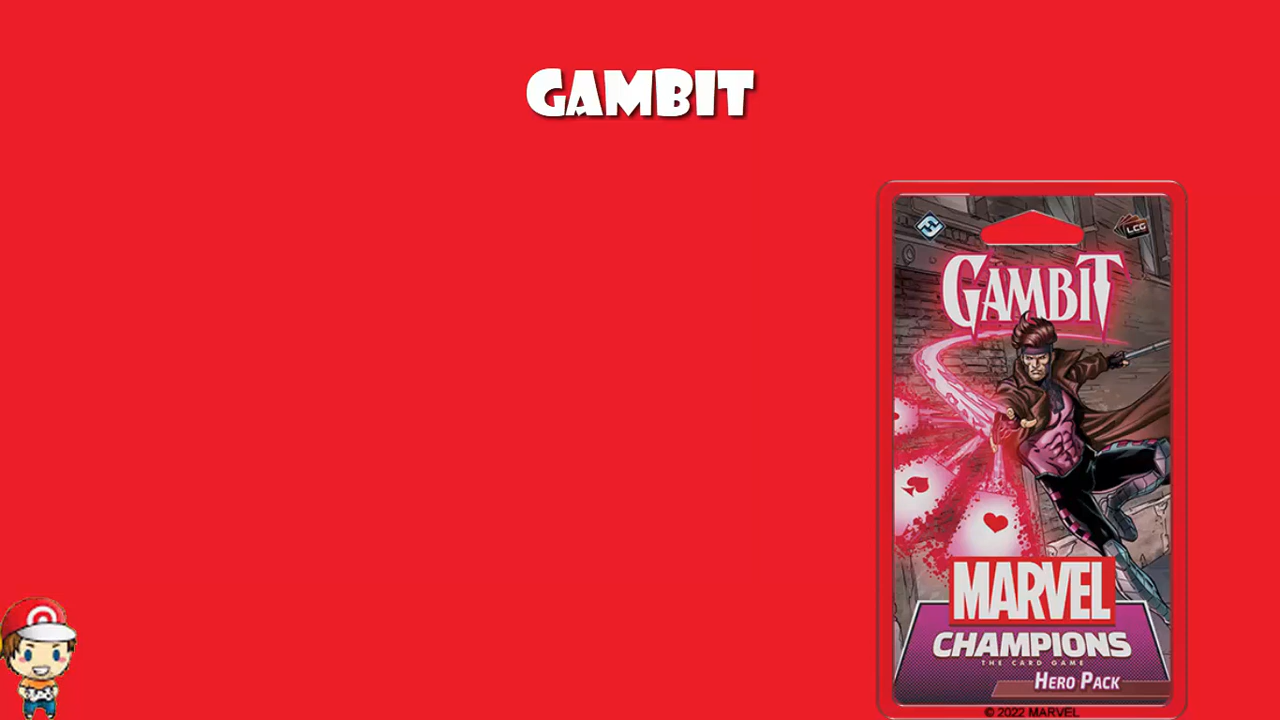 GAMBIT
LCG
GAMBIT
MARVEL
CHAMPIONS
THE CARD GAME
HERO PACK
© 2022 MARVEL